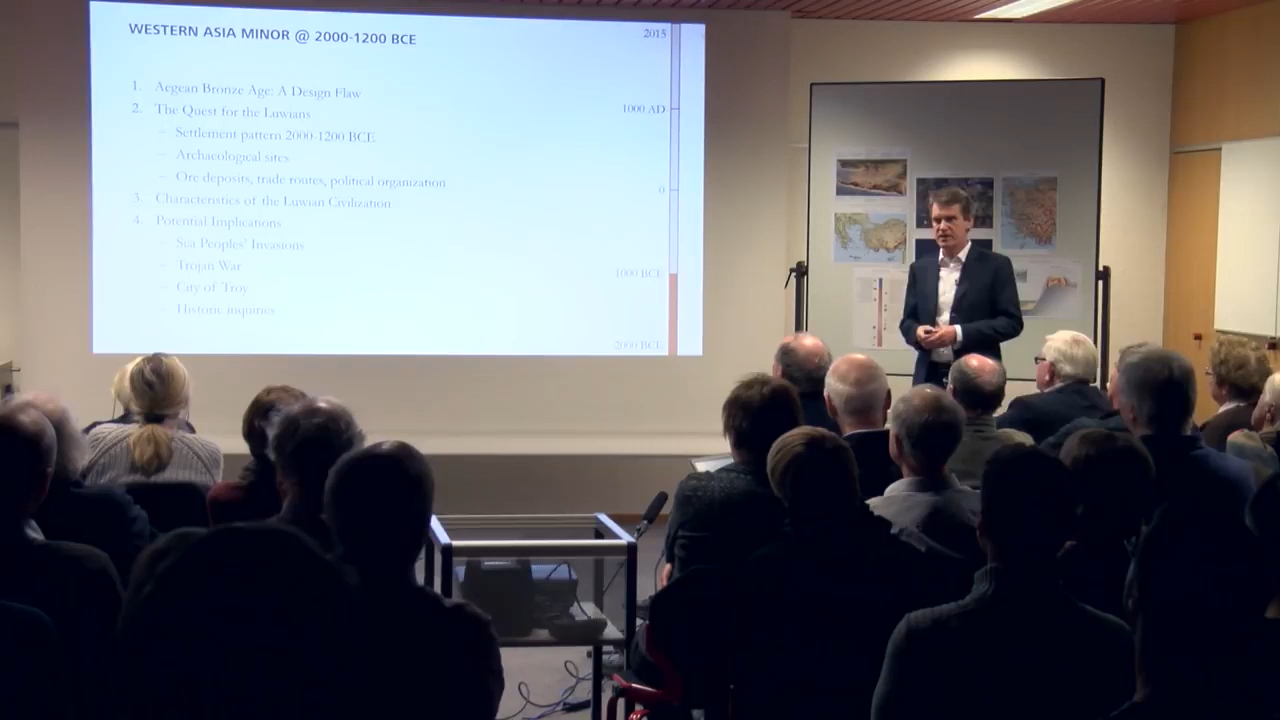 WESTERN ASIA MINOR @ 2000-1200 BCE
1. Aegean Bronze Age: A Design Flaw
2. The Quest for the Luwians
– Settlement pattern 2000-1200 BCE
– Archaeological sites
– Ore deposits, trade routes, political organization
3. Characteristics of the Luwian Civilization
4. Potential Implications
– Sea Peoples' Invasions
– Trojan War
– City of Troy
– Historic inquiries
2015
1000 AD
0
1000 BCE
2000 BCE